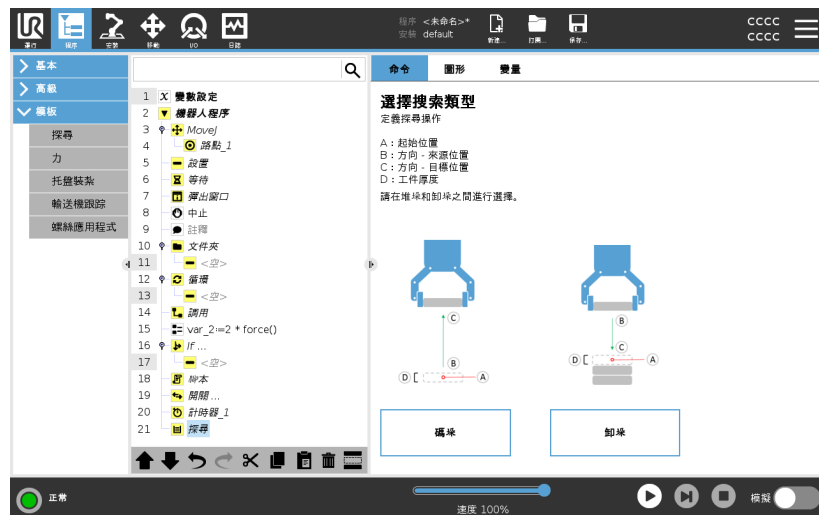 UR
运行
程序
安装
移動
I/O
日誌
程序 <未命名>*
安装 default
新建...
打開...
保存...
CCCC
CCCC
基本
高級
模板
探尋
力
托盤裝紮
輸送機跟踪
螺絲應用程式
1 X 變數設定
2 機器人程序
3 MoveJ
4 路點_1
5 設置
6 等待
7 彈出窗口
8 中止
9 註釋
10 文件夾
11 <空>
12 循環
13 <空>
14 調用
15 var_2:=2 * force()
16 If ...
17 <空>
18 腳本
19 開關 ...
20 計時器_1
21 探尋
命令
圖形
變量
選擇搜索類型
定義探尋操作
A：起始位置
B：方向 - 來源位置
C：方向 - 目標位置
D：工件厚度
請在堆垛和卸垛之間進行選擇。
C
B
D
A
B
C
D
A
碼垛
卸垛
正常
速度 100%
模擬